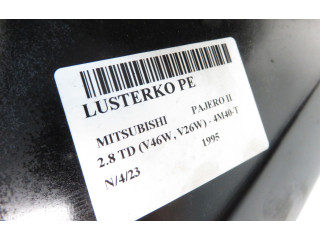 LUSTERKO PE
MITSUBISHI PAJERO II
2.8 TD (V46W, V26W) - 4M40-T
N/4/23 1995